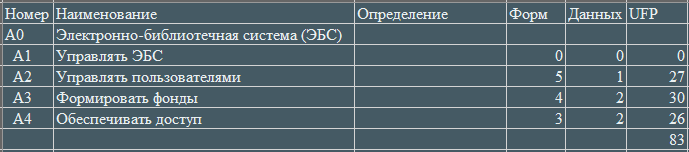 Номер Наименование Определение Форм Данных UFP
A0 Электронно-библиотечная система (ЭБС)
A1 Управлять ЭБС 0 0 0
A2 Управлять пользователями 5 1 27
A3 Формировать фонды 4 2 30
A4 Обеспечивать доступ 3 2 26
83